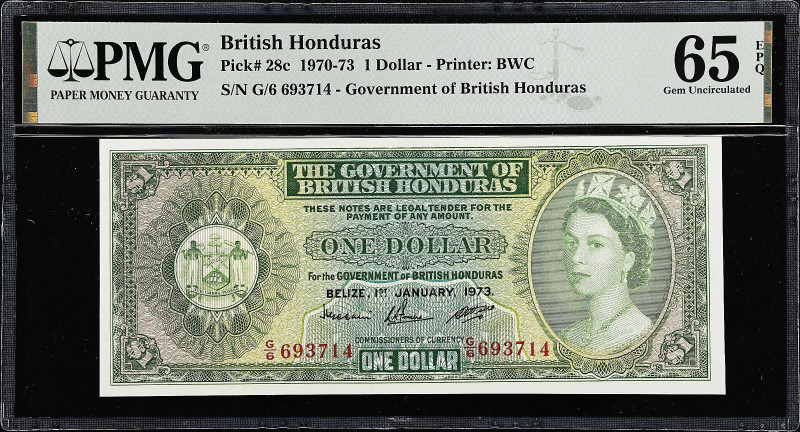 PMG®
PAPER MONEY GUARANTY
British Honduras
Pick# 28c 1970-73 1 Dollar - Printer: BWC
S/N G/6 693714 - Government of British Honduras
65
EPQ
Gem Uncirculated
$1
$1
THE GOVERNMENT OF
BRITISH HONDURAS
THESE NOTES ARE LEGAL TENDER FOR THE
PAYMENT OF ANY AMOUNT.
ONE DOLLAR
For the GOVERNMENT OF BRITISH HONDURAS
BELIZE, 1ST JANUARY, 1973.
COMMISSIONERS OF CURRENCY
G/6 693714
G/6 693714
$1
ONE DOLLAR
$1